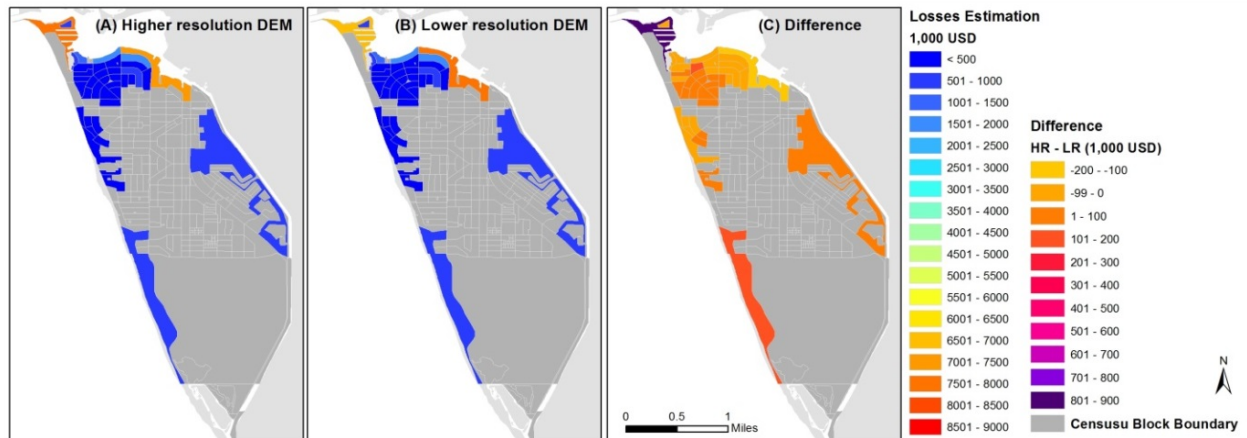 (A) Higher resolution DEM
(B) Lower resolution DEM
(C) Difference
Losses Estimation
1,000 USD
< 500
501 - 1000
1001 - 1500
1501 - 2000
2001 - 2500
2501 - 3000
3001 - 3500
3501 - 4000
4001 - 4500
4501 - 5000
5001 - 5500
5501 - 6000
6001 - 6500
6501 - 7000
7001 - 7500
7501 - 8000
8001 - 8500
8501 - 9000
Difference
HR - LR (1,000 USD)
-200 - -100
-99 - 0
1 - 100
101 - 200
201 - 300
301 - 400
401 - 500
501 - 600
601 - 700
701 - 800
801 - 900
Censusu Block Boundary
N
0 0.5 1
Miles